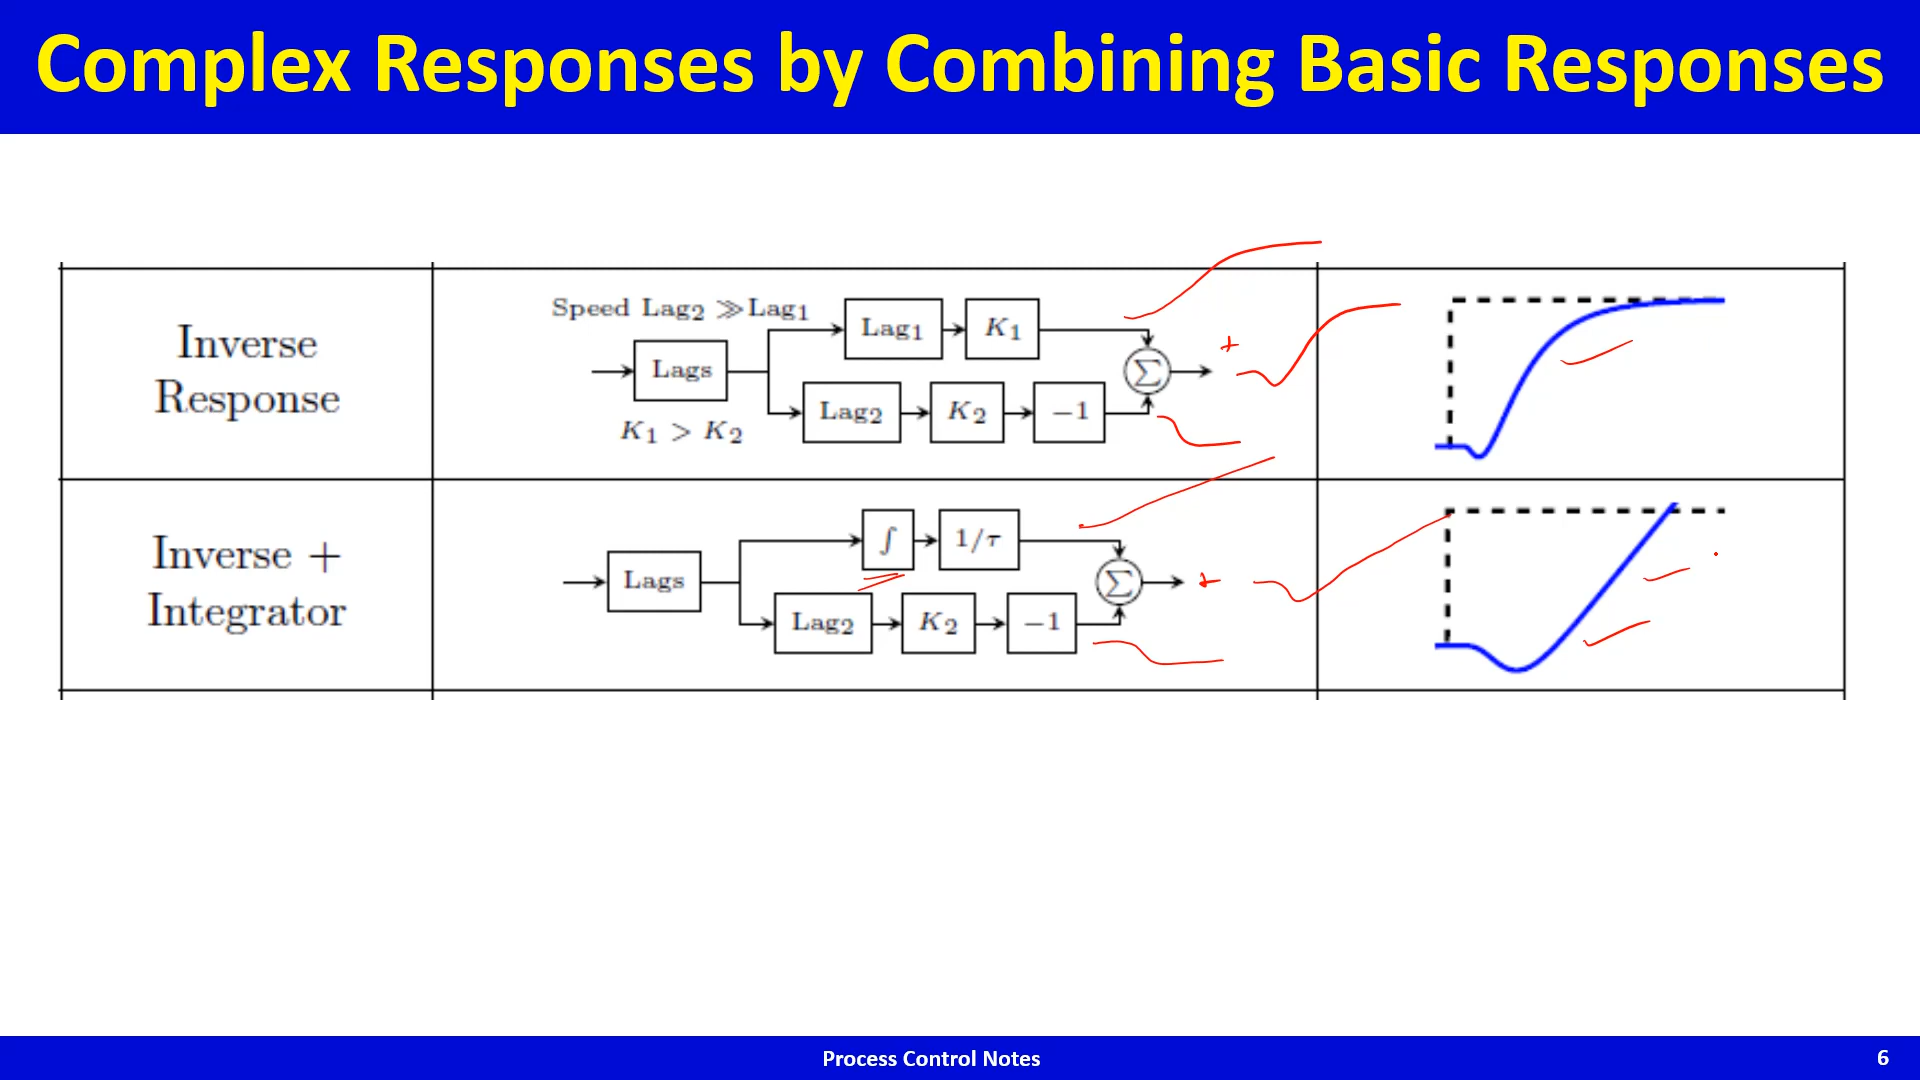 Complex Responses by Combining Basic Responses
Inverse
Response
Speed Lag₂ ≫ Lag₁
Lags
K₁ > K₂
Lag₁
K₁
Lag₂
K₂
−1
Σ
+
Inverse +
Integrator
Lags
∫
1/τ
Lag₂
K₂
−1
Σ
+
Process Control Notes
6